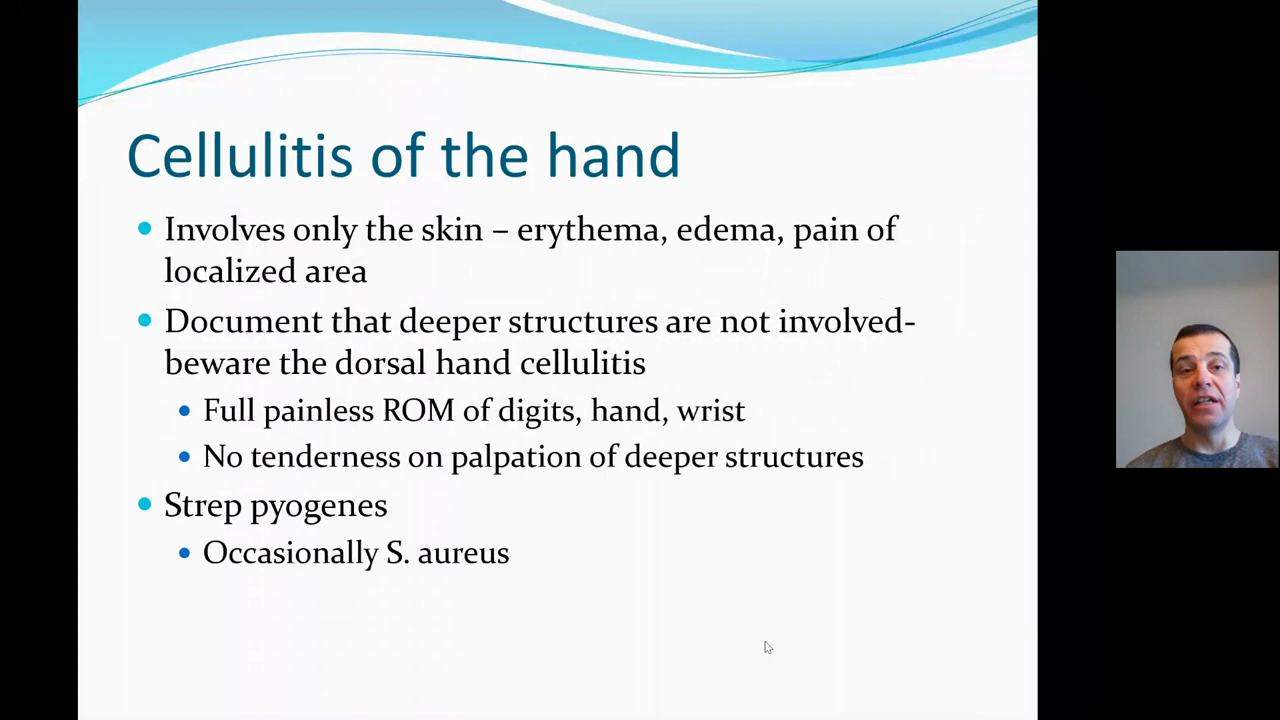 Cellulitis of the hand
Involves only the skin – erythema, edema, pain of
localized area
Document that deeper structures are not involved-
beware the dorsal hand cellulitis
Full painless ROM of digits, hand, wrist
No tenderness on palpation of deeper structures
Strep pyogenes
Occasionally S. aureus